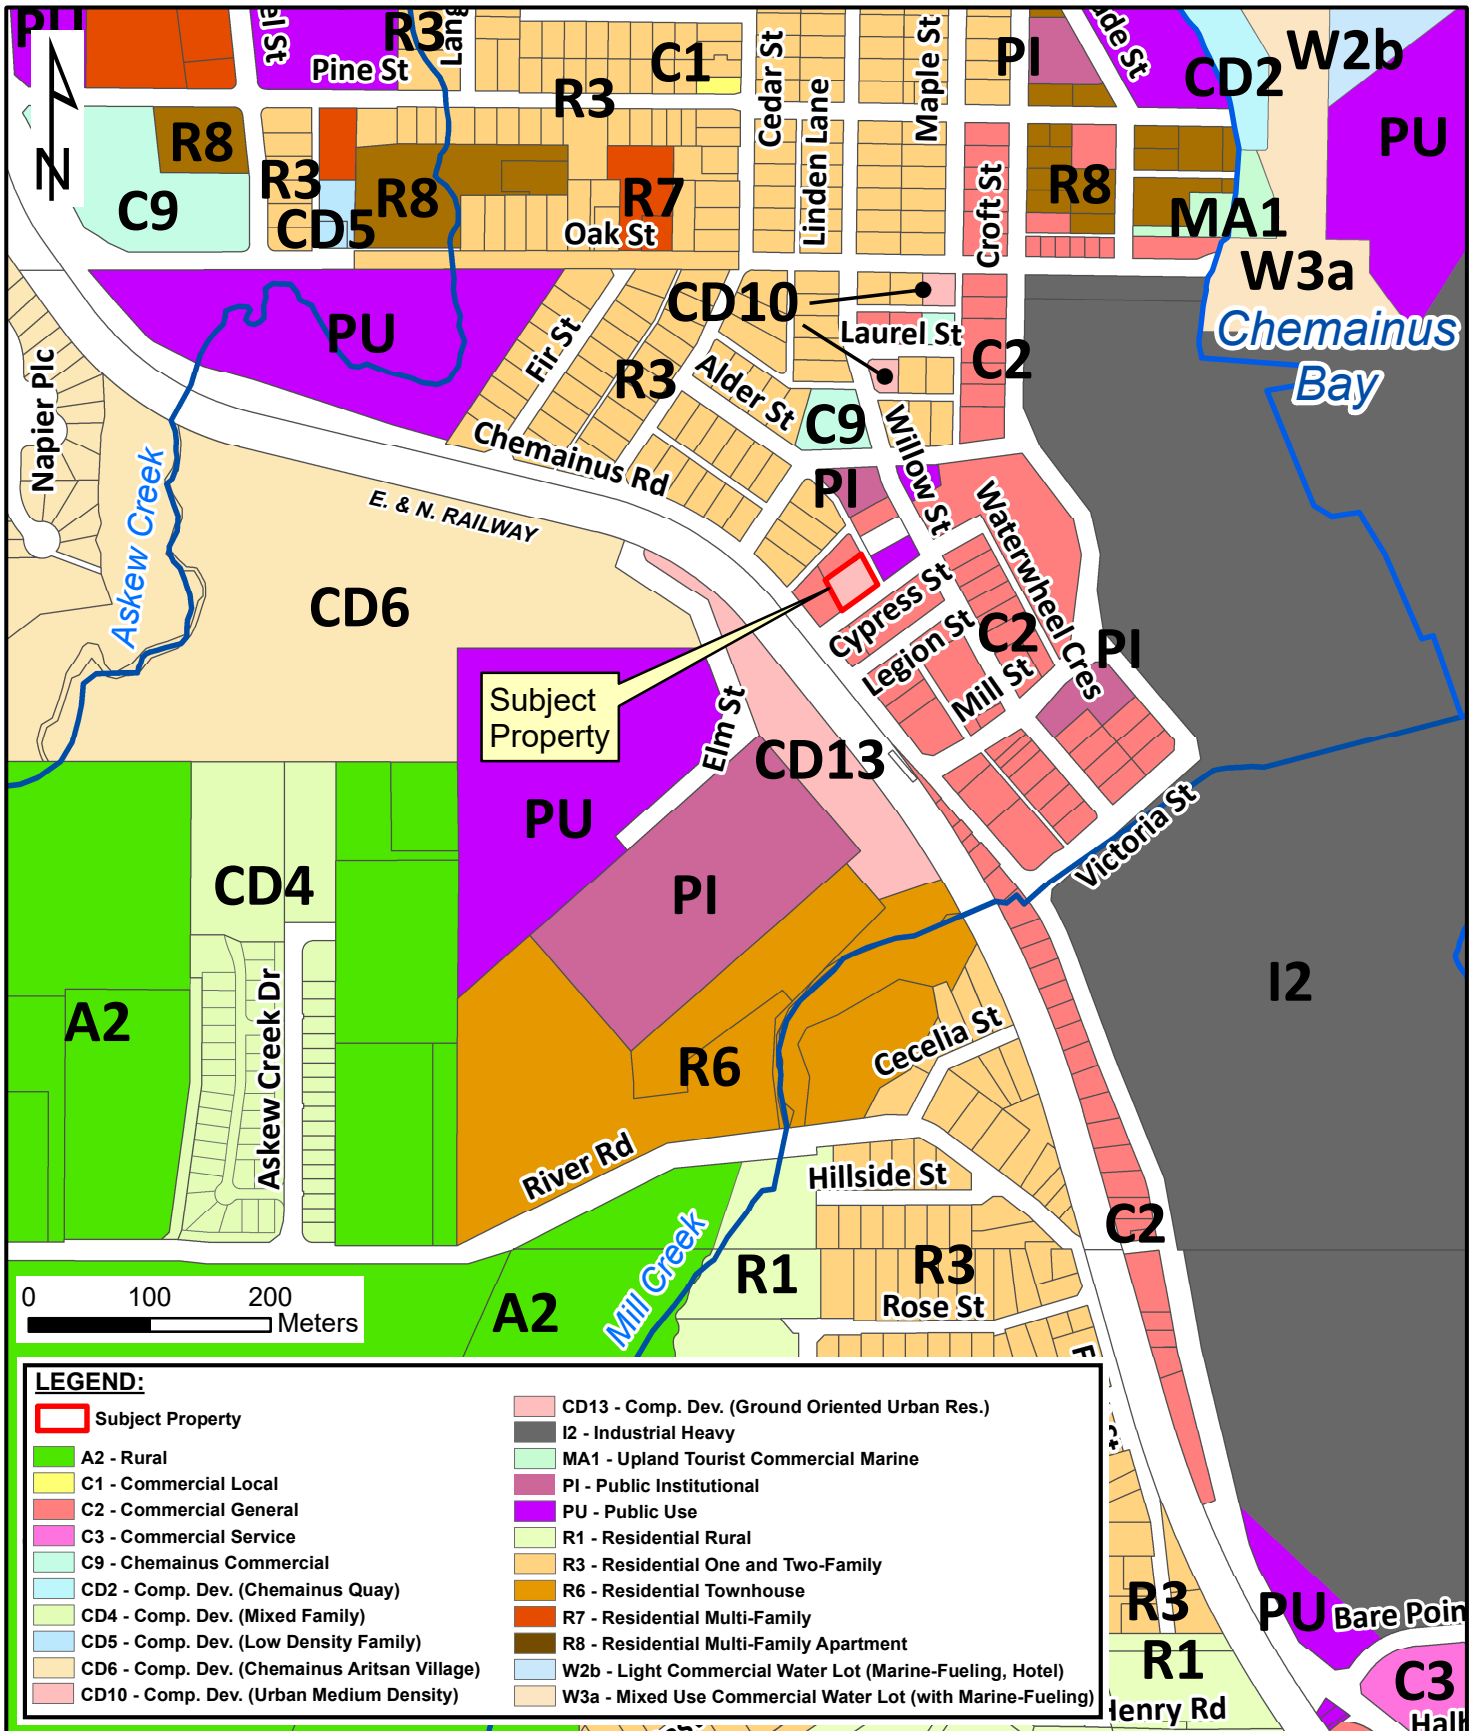 PU
R3
C1
Pine St
R3
Cedar St
Maple St
PI
CD2
W2b
PU
N
R8
C9
R3
CD5
R8
R7
Oak St
Linden Lane
Croft St
R8
MA1
W3a
Chemainus
Bay
PU
Fir St
R3
CD10
Laurel St
Alder St
C9
C2
Willow St
Napier Plc
Askew Creek
Chemainus Rd
E. & N. RAILWAY
PI
Waterwheel Cres
CD6
Cypress St
Legion St
C2
Mill St
PI
Subject
Property
Elm St
CD13
PU
PI
Victoria St
CD4
I2
A2
Askew Creek Dr
R6
Cecelia St
River Rd
Hillside St
C2
Mill Creek
R1
R3
Rose St
A2
0 100 200
Meters
LEGEND:
Subject Property
A2 - Rural
C1 - Commercial Local
C2 - Commercial General
C3 - Commercial Service
C9 - Chemainus Commercial
CD2 - Comp. Dev. (Chemainus Quay)
CD4 - Comp. Dev. (Mixed Family)
CD5 - Comp. Dev. (Low Density Family)
CD6 - Comp. Dev. (Chemainus Aritsan Village)
CD10 - Comp. Dev. (Urban Medium Density)
CD13 - Comp. Dev. (Ground Oriented Urban Res.)
I2 - Industrial Heavy
MA1 - Upland Tourist Commercial Marine
PI - Public Institutional
PU - Public Use
R1 - Residential Rural
R3 - Residential One and Two-Family
R6 - Residential Townhouse
R7 - Residential Multi-Family
R8 - Residential Multi-Family Apartment
W2b - Light Commercial Water Lot (Marine-Fueling, Hotel)
W3a - Mixed Use Commercial Water Lot (with Marine-Fueling)
R3
PU
Bare Poin
R1
C3
Henry Rd